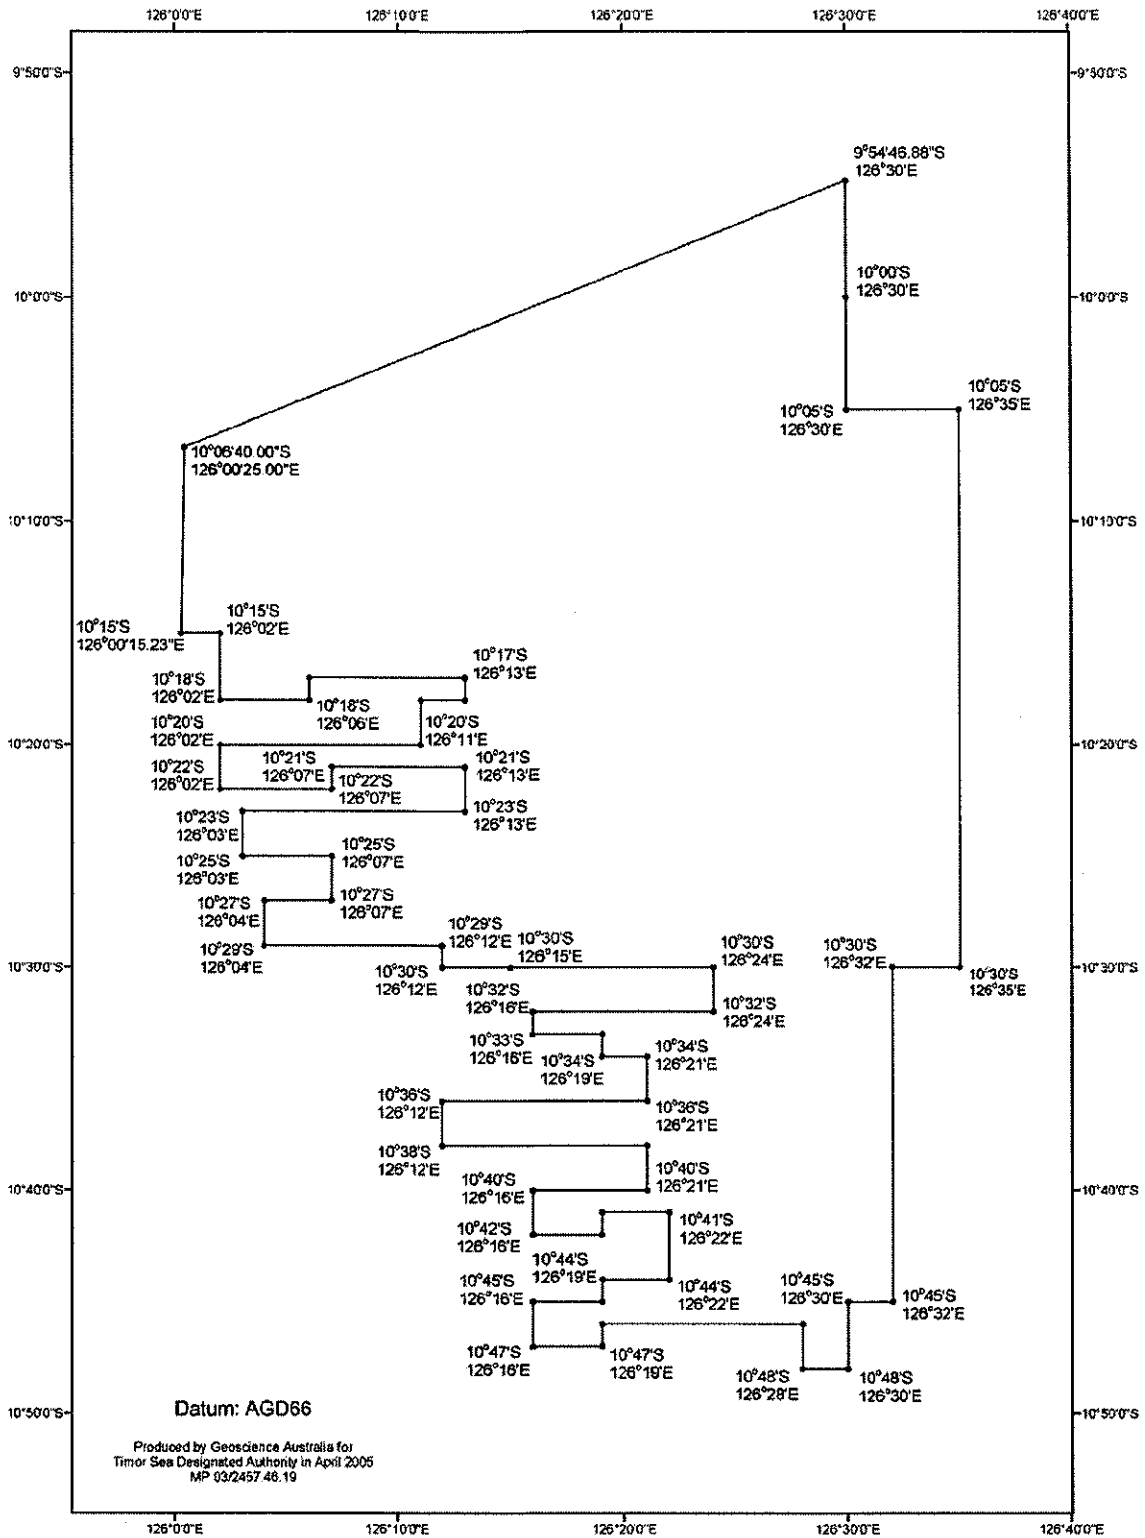 126°0'0"E
126°10'0"E
126°20'0"E
126°30'0"E
126°40'0"E
9°50'0"S
9°50'0"S
9°54'46.88"S
126°30'E
10°0'0"S
10°00'S
126°30'E
10°0'0"S
10°05'S
126°30'E
10°05'S
126°35'E
10°06'40.00"S
126°00'25.00"E
10°10'0"S
10°10'0"S
10°15'S
126°00'15.23"E
10°15'S
126°02'E
10°17'S
126°13'E
10°18'S
126°02'E
10°18'S
126°06'E
10°20'S
126°02'E
10°20'S
126°11'E
10°20'0"S
10°20'0"S
10°22'S
126°02'E
10°21'S
126°07'E
10°22'S
126°07'E
10°21'S
126°13'E
10°23'S
126°03'E
10°23'S
126°13'E
10°25'S
126°03'E
10°25'S
126°07'E
10°27'S
126°04'E
10°27'S
126°07'E
10°29'S
126°04'E
10°29'S
126°12'E
10°30'S
126°15'E
10°30'S
126°24'E
10°30'S
126°32'E
10°30'0"S
10°30'S
126°12'E
10°30'S
126°35'E
10°30'0"S
10°32'S
126°16'E
10°32'S
126°24'E
10°33'S
126°16'E
10°34'S
126°19'E
10°34'S
126°21'E
10°36'S
126°12'E
10°36'S
126°21'E
10°38'S
126°12'E
10°40'S
126°16'E
10°40'S
126°21'E
10°40'0"S
10°40'0"S
10°42'S
126°16'E
10°41'S
126°22'E
10°44'S
126°19'E
10°45'S
126°16'E
10°44'S
126°22'E
10°45'S
126°30'E
10°45'S
126°32'E
10°47'S
126°16'E
10°47'S
126°19'E
10°48'S
126°28'E
10°48'S
126°30'E
10°50'0"S
10°50'0"S
Datum: AGD66
Produced by Geoscience Australia for
Timor Sea Designated Authority in April 2005
MP 03/2457.46.19
126°0'0"E
126°10'0"E
126°20'0"E
126°30'0"E
126°40'0"E